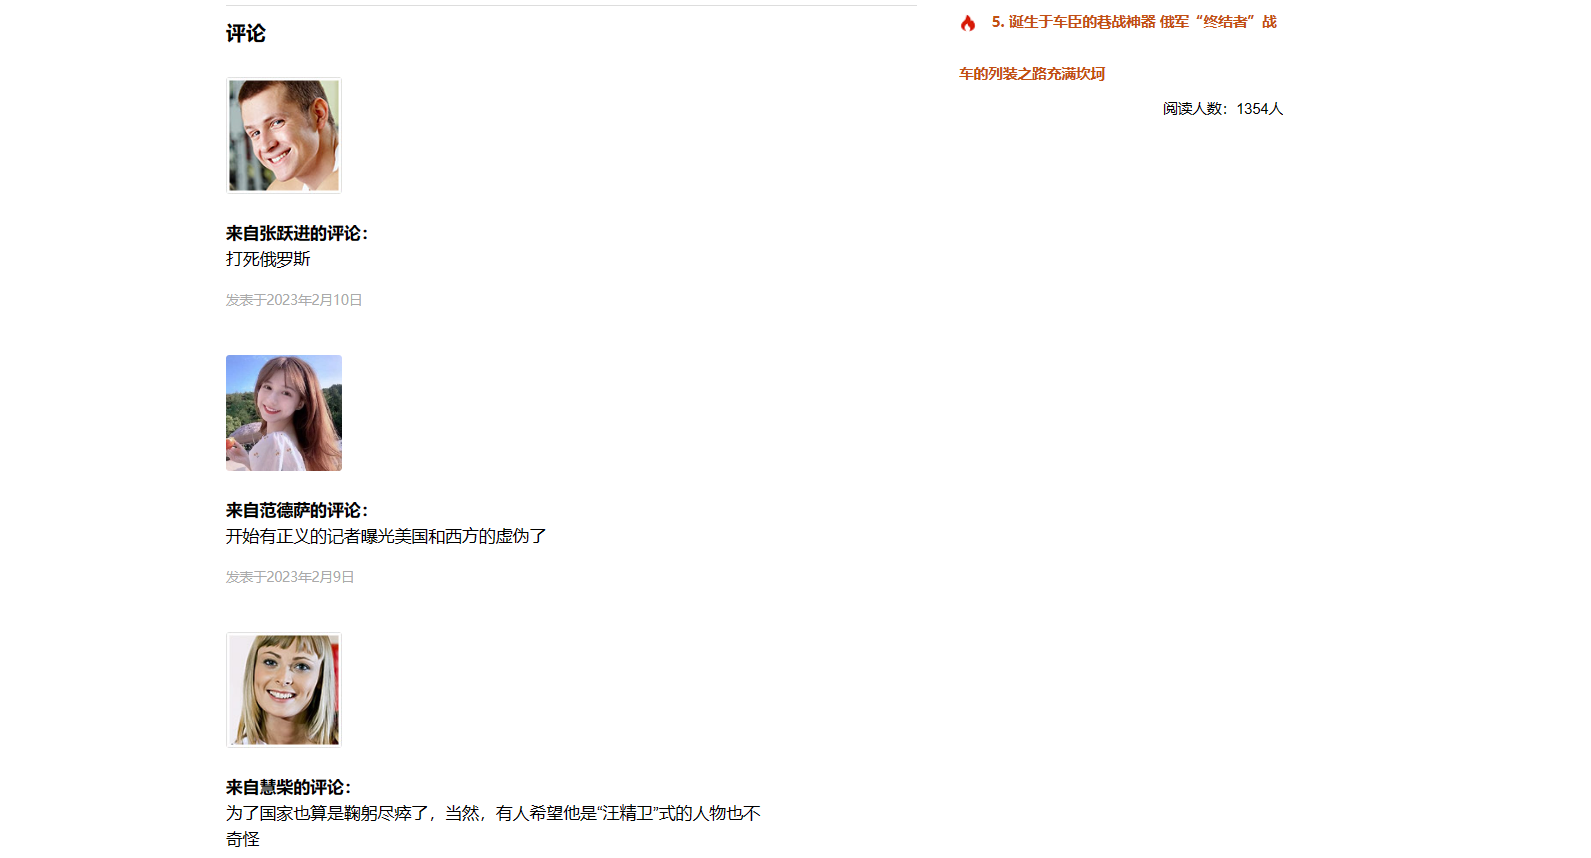 评论
来自张跃进的评论：
打死俄罗斯
发表于2023年2月10日
来自范德萨的评论：
开始有正义的记者曝光美国和西方的虚伪了
发表于2023年2月9日
来自慧柴的评论：
为了国家也算是鞠躬尽瘁了，当然，有人希望他是“汪精卫”式的人物也不
奇怪
5. 诞生于车臣的巷战神器 俄军“终结者”战
车的列装之路充满坎坷
阅读人数：1354人